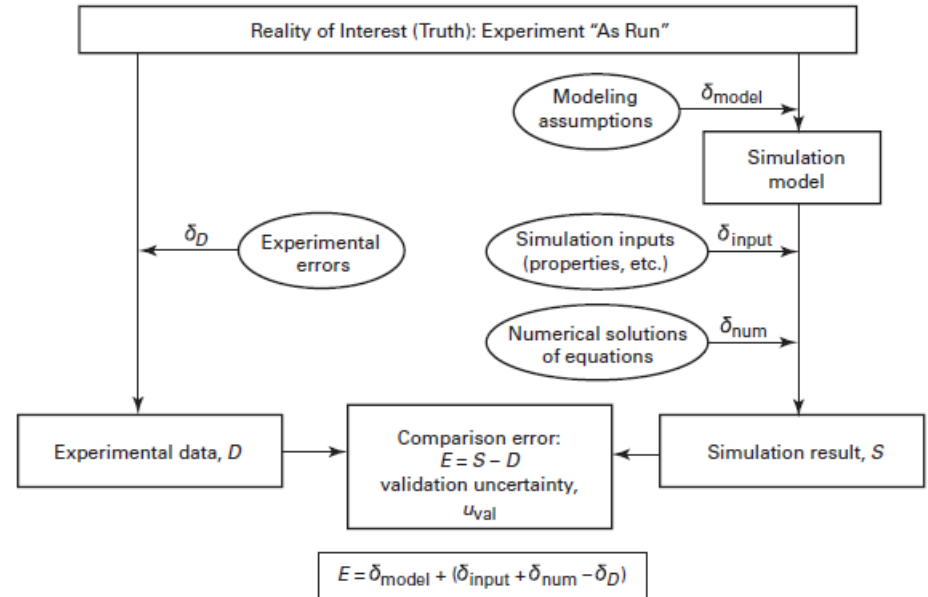 Reality of Interest (Truth): Experiment “As Run”
Modeling
assumptions
δmodel
Simulation
model
δD
Experimental
errors
Simulation inputs
(properties, etc.)
δinput
Numerical solutions
of equations
δnum
Experimental data, D
Comparison error:
E = S – D
validation uncertainty,
uval
Simulation result, S
E = δmodel + (δinput + δnum – δD)